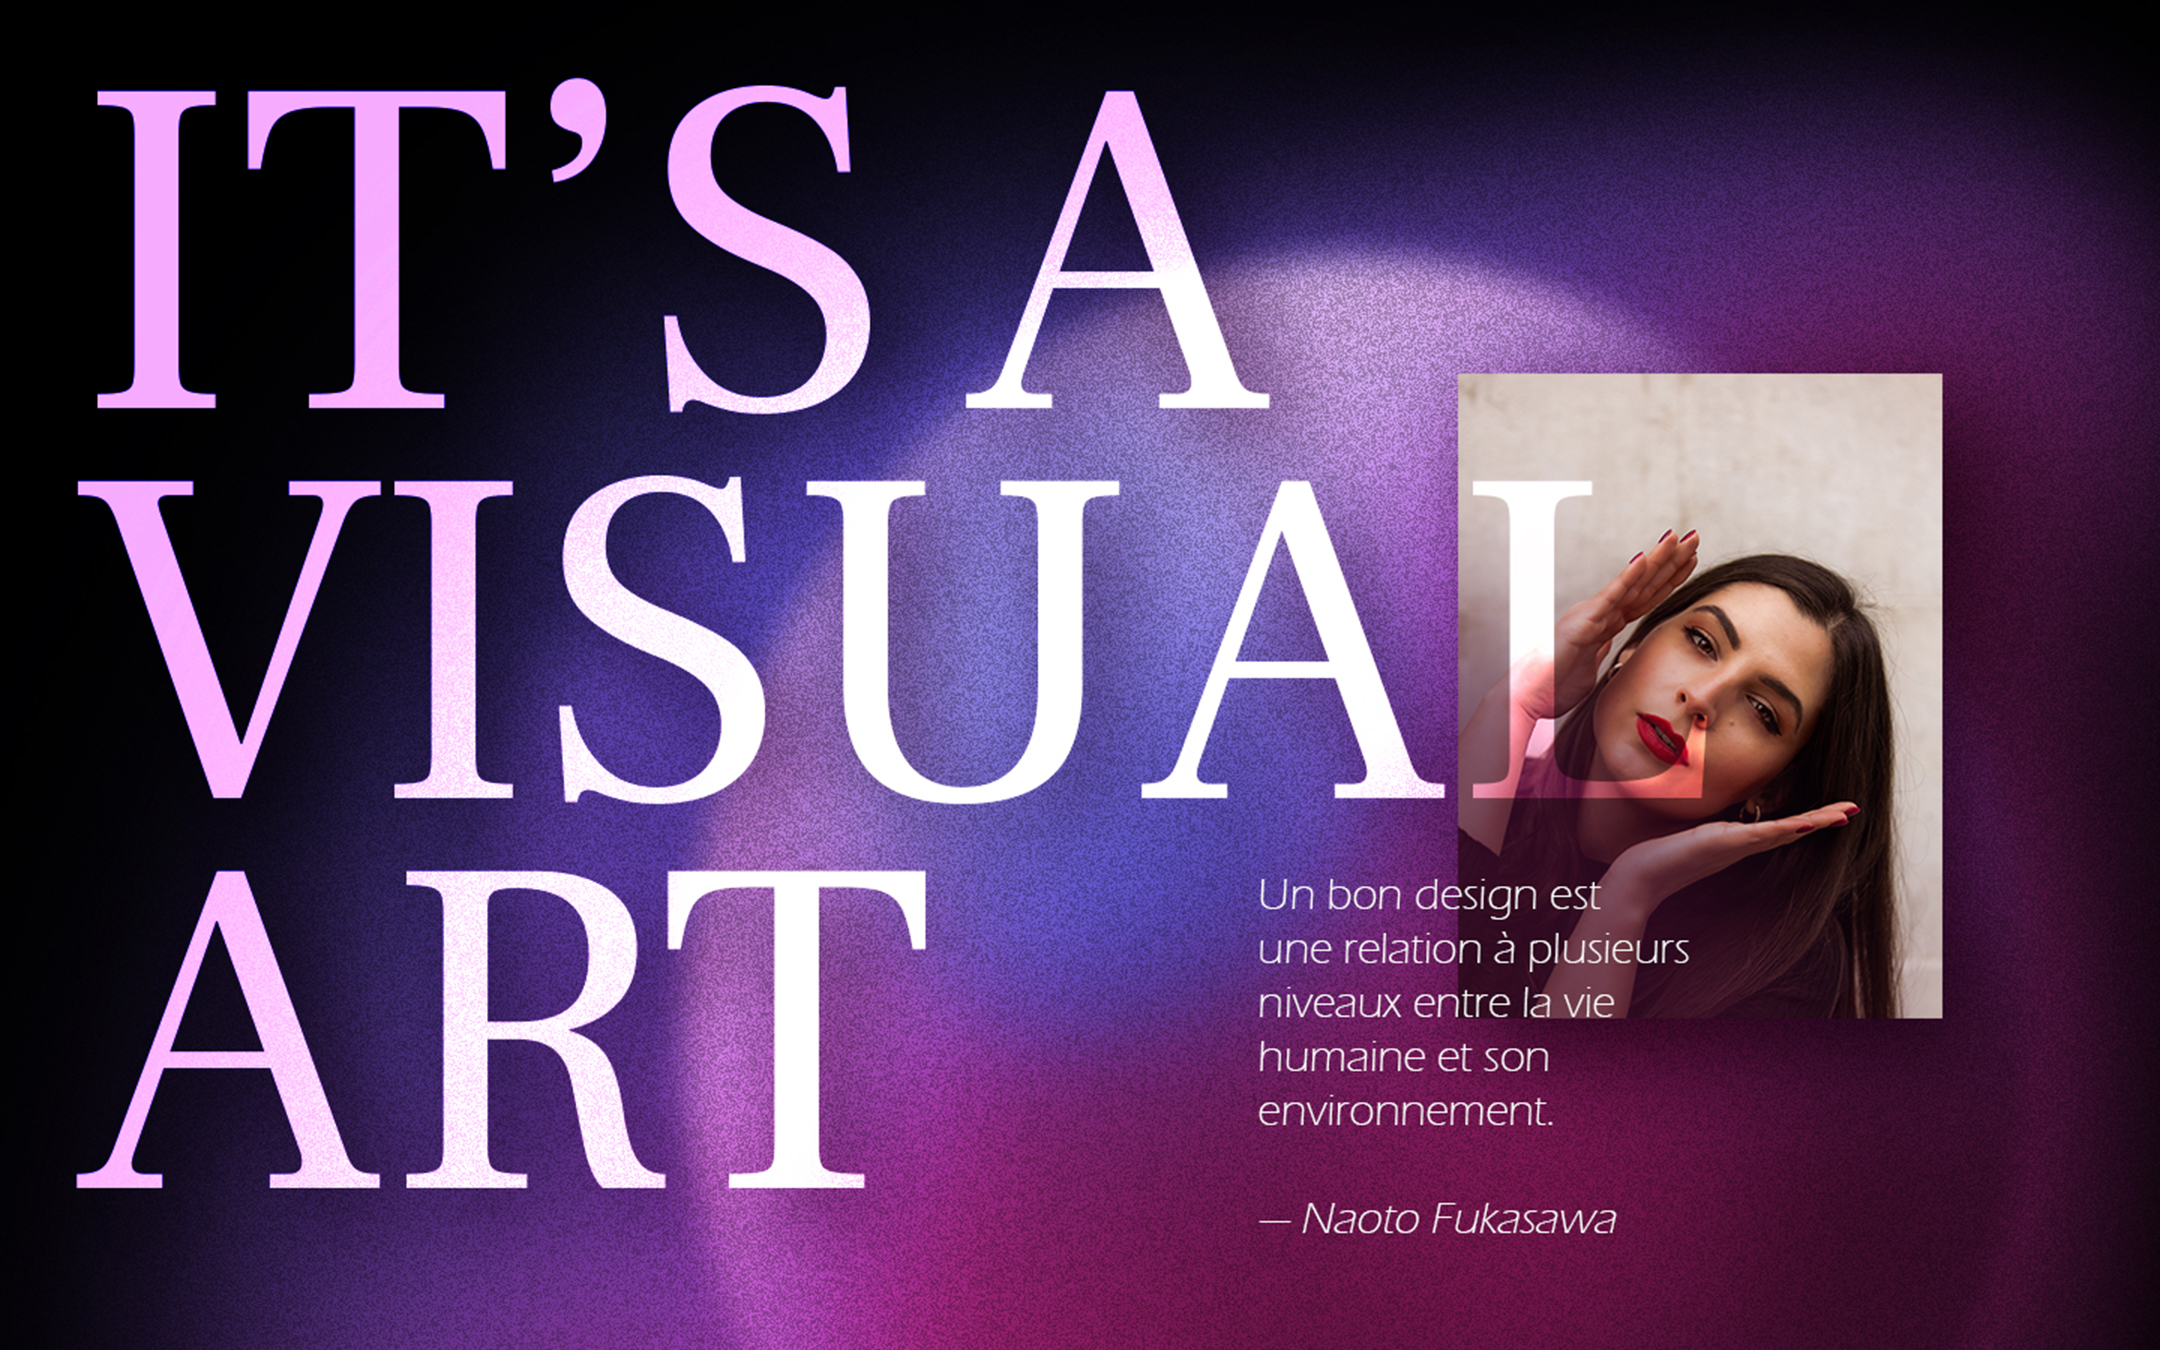 IT’S A
VISUAL
ART
Un bon design est
une relation à plusieurs
niveaux entre la vie
humaine et son
environnement.
— Naoto Fukasawa